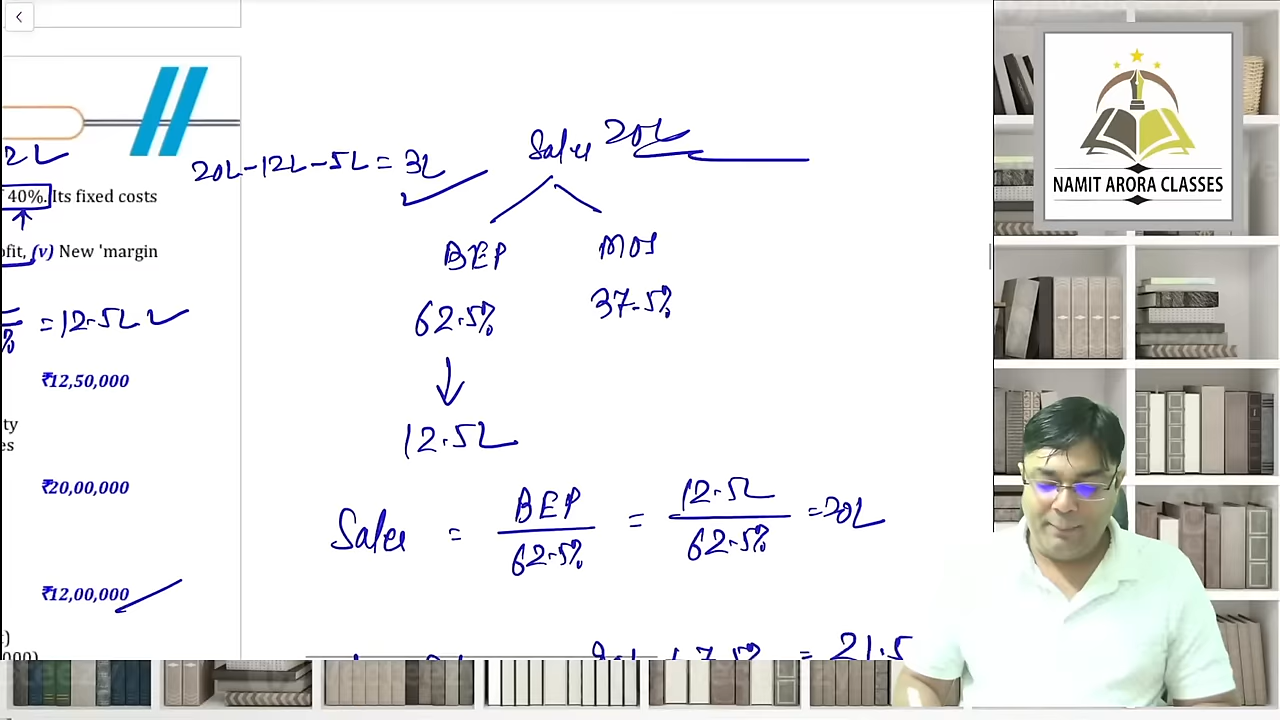 2L
20L-12L-5L = 3L
Sales 20L
40%. Its fixed costs
ofit, (v) New 'margin
BEP MOS
62.5% 37.5%
% = 12.5L
₹12,50,000
12.5L
ty
es
₹20,00,000
Sales = BEP / 62.5% = 12.5L / 62.5% = 20L
₹12,00,000
= 21.5
NAMIT ARORA CLASSES